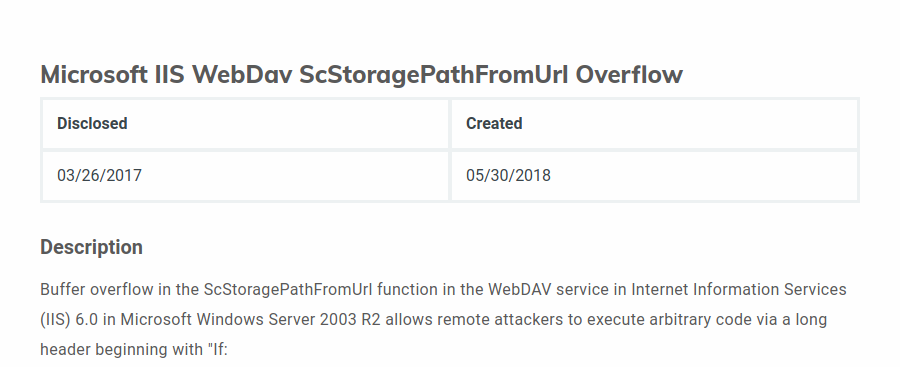 Microsoft IIS WebDav ScStoragePathFromUrl Overflow
Disclosed Created
03/26/2017 05/30/2018
Description
Buffer overflow in the ScStoragePathFromUrl function in the WebDAV service in Internet Information Services
(IIS) 6.0 in Microsoft Windows Server 2003 R2 allows remote attackers to execute arbitrary code via a long
header beginning with "If: